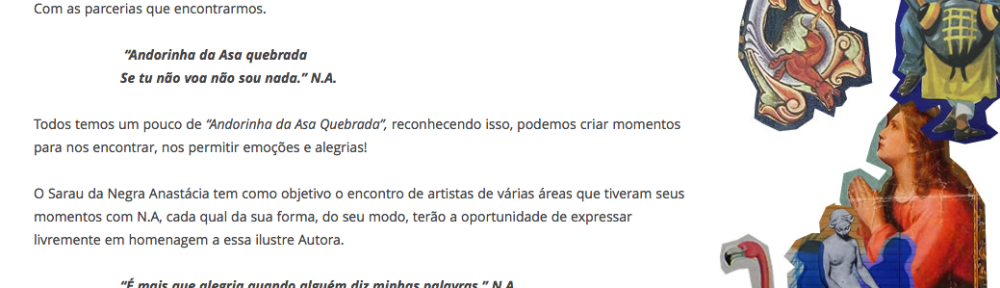 Com as parcerias que encontrarmos.
“Andorinha da Asa quebrada
Se tu não voa não sou nada.” N.A.
Todos temos um pouco de “Andorinha da Asa Quebrada”, reconhecendo isso, podemos criar momentos
para nos encontrar, nos permitir emoções e alegrias!
O Sarau da Negra Anastácia tem como objetivo o encontro de artistas de várias áreas que tiveram seus
momentos com N.A, cada qual da sua forma, do seu modo, terão a oportunidade de expressar
livremente em homenagem a essa ilustre Autora.
“É mais que alegria quando alguém diz minhas palavras.” N.A